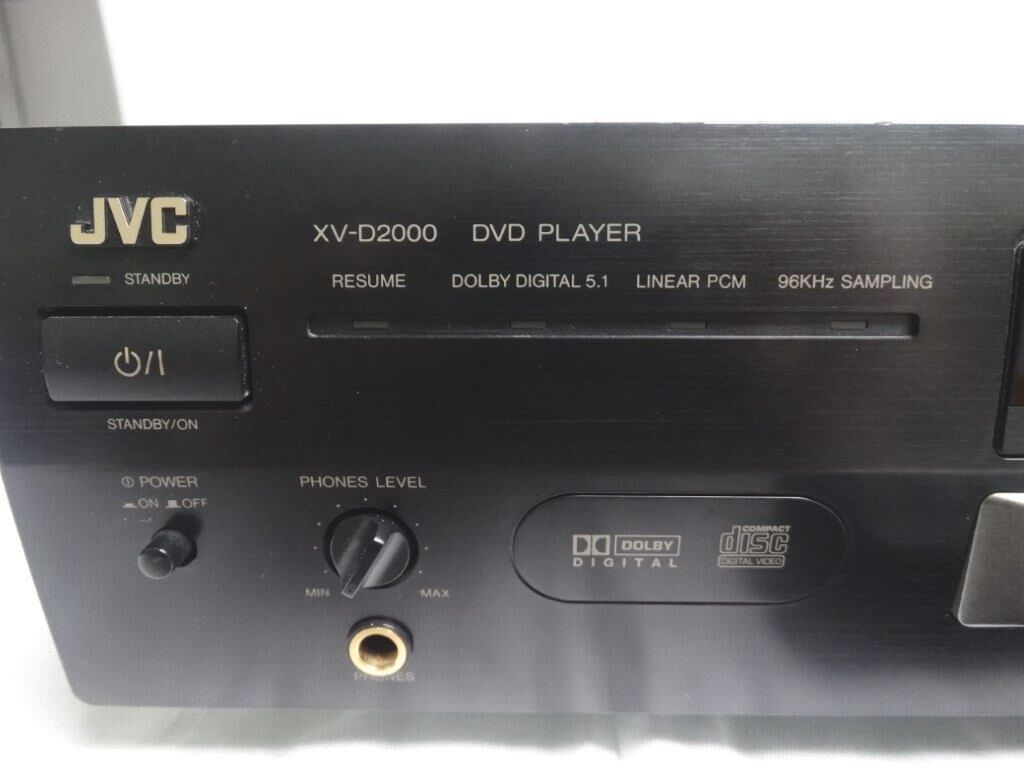 JVC
XV-D2000 DVD PLAYER
STANDBY
RESUME DOLBY DIGITAL 5.1 LINEAR PCM 96KHz SAMPLING
STANDBY/ON
POWER
ON OFF
PHONES LEVEL
MIN MAX
PHONES
DOLBY
DIGITAL
COMPACT
disc
DIGITAL VIDEO